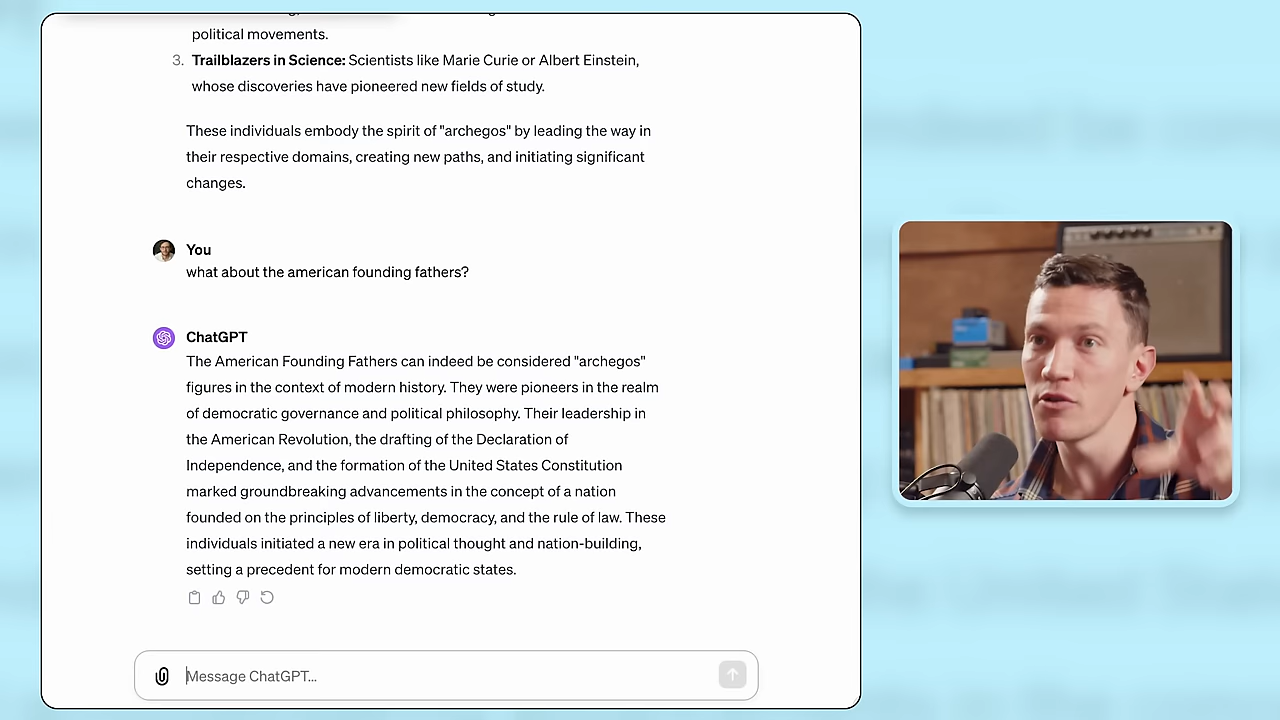 political movements.
3. Trailblazers in Science: Scientists like Marie Curie or Albert Einstein,
whose discoveries have pioneered new fields of study.
These individuals embody the spirit of "archegos" by leading the way in
their respective domains, creating new paths, and initiating significant
changes.
You
what about the american founding fathers?
ChatGPT
The American Founding Fathers can indeed be considered "archegos"
figures in the context of modern history. They were pioneers in the realm
of democratic governance and political philosophy. Their leadership in
the American Revolution, the drafting of the Declaration of
Independence, and the formation of the United States Constitution
marked groundbreaking advancements in the concept of a nation
founded on the principles of liberty, democracy, and the rule of law. These
individuals initiated a new era in political thought and nation-building,
setting a precedent for modern democratic states.
Message ChatGPT...